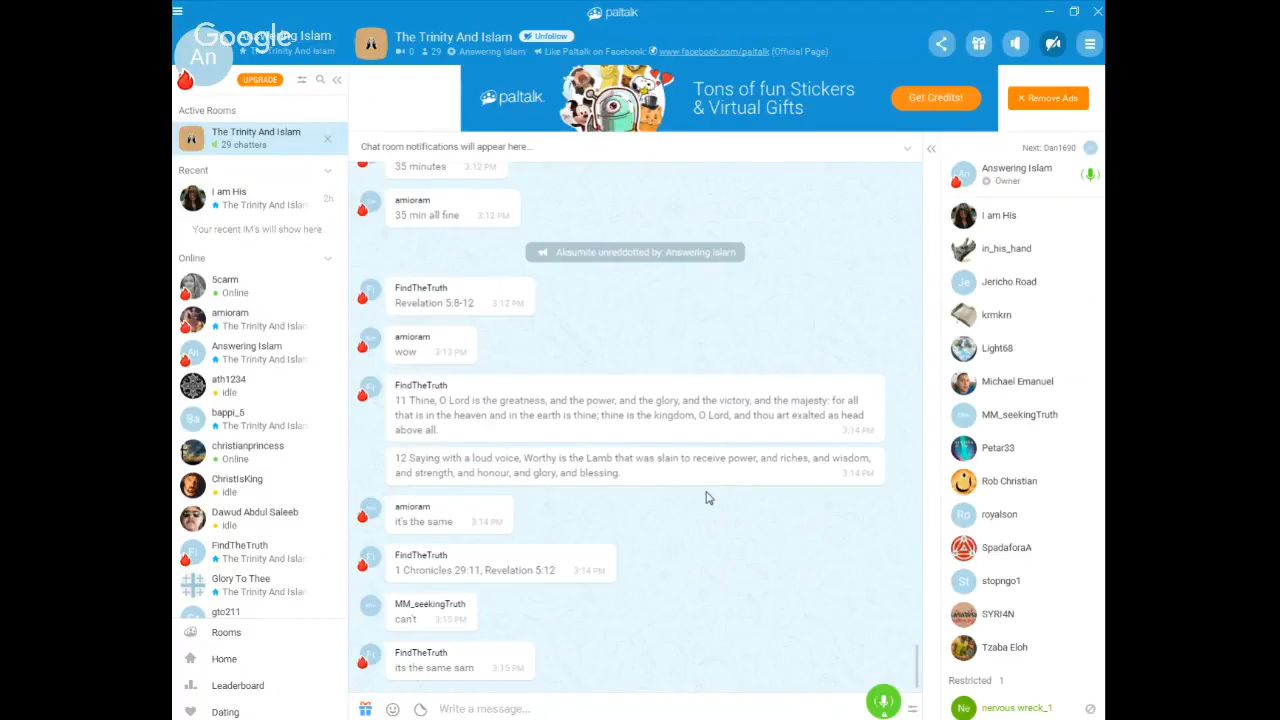 paltalk
Google
Answering Islam
The Trinity And Islam
An
The Trinity And Islam
Unfollow
0 29 Answering Islam Like Paltalk on Facebook: www.facebook.com/paltalk (Official Page)
UPGRADE
paltalk
Tons of fun Stickers
& Virtual Gifts
Get Credits!
Remove Ads
Active Rooms
The Trinity And Islam
29 chatters
Recent
I am His
2h
The Trinity And Islam
Your recent IM's will show here
Online
5carm
Online
amioram
The Trinity And Islam
An
Answering Islam
The Trinity And Islam
ath1234
Idle
Ba
bappi_5
The Trinity And Islam
christianprincess
Online
ChristIsKing
Idle
Dawud Abdul Saleeb
Idle
Fi
FindTheTruth
The Trinity And Islam
Glory To Thee
The Trinity And Islam
gto211
Rooms
Home
Leaderboard
Dating
Chat room notifications will appear here...
35 minutes 3:12 PM
amioram
35 min all fine 3:12 PM
Aksumite unreddotted by: Answering Islam
Fi
FindTheTruth
Revelation 5:8-12 3:12 PM
amioram
wow 3:13 PM
Fi
FindTheTruth
11 Thine, O Lord is the greatness, and the power, and the glory, and the victory, and the majesty: for all
that is in the heaven and in the earth is thine; thine is the kingdom, O Lord, and thou art exalted as head
above all.
3:14 PM
12 Saying with a loud voice, Worthy is the Lamb that was slain to receive power, and riches, and wisdom,
and strength, and honour, and glory, and blessing.
3:14 PM
amioram
it's the same 3:14 PM
Fi
FindTheTruth
1 Chronicles 29:11, Revelation 5:12 3:14 PM
MM_seekingTruth
can't 3:15 PM
Fi
FindTheTruth
its the same sam 3:15 PM
Write a message...
Next: Dan1690
An
Answering Islam
Owner
I am His
in_his_hand
Je
Jericho Road
krmkrn
Light68
Michael Emanuel
MM_seekingTruth
Petar33
Rob Christian
Ro
royalson
SpadaforaA
St
stopngo1
SYRI4N
Tzaba Eloh
Restricted 1
Ne
nervous wreck_1